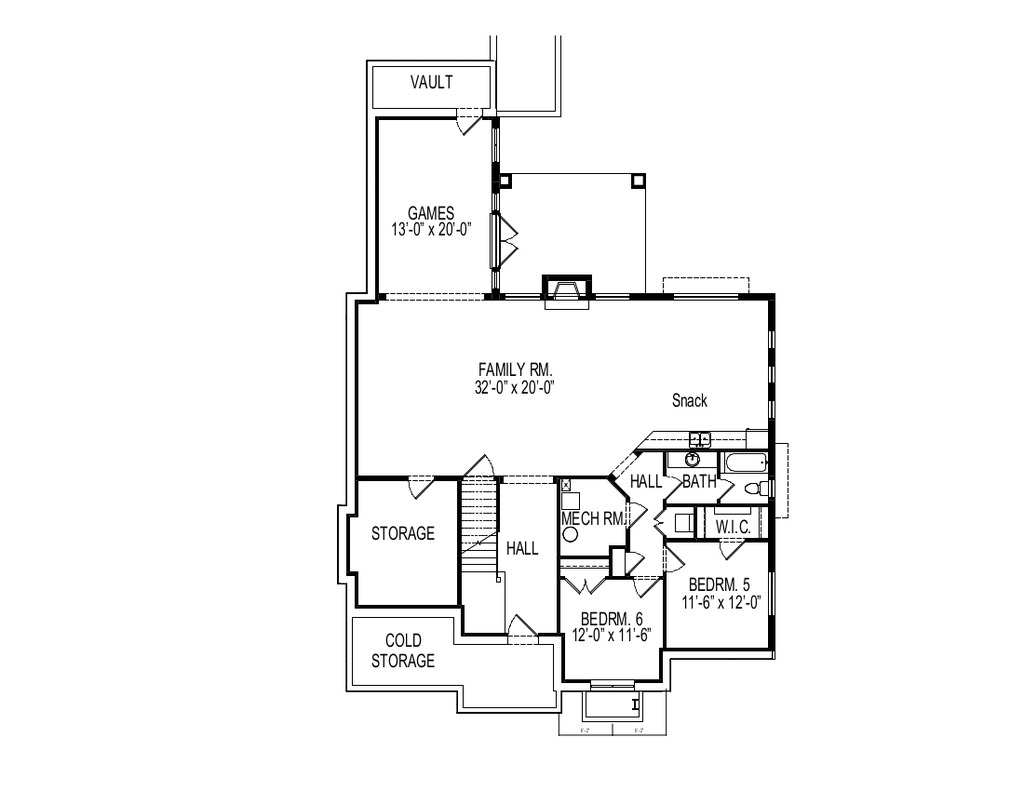 VAULT
GAMES
13'-0" x 20'-0"
FAMILY RM.
32'-0" x 20'-0"
Snack
HALL
BATH
STORAGE
MECH RM.
W.I.C.
HALL
BEDRM. 5
11'-6" x 12'-0"
BEDRM. 6
12'-0" x 11'-6"
COLD
STORAGE